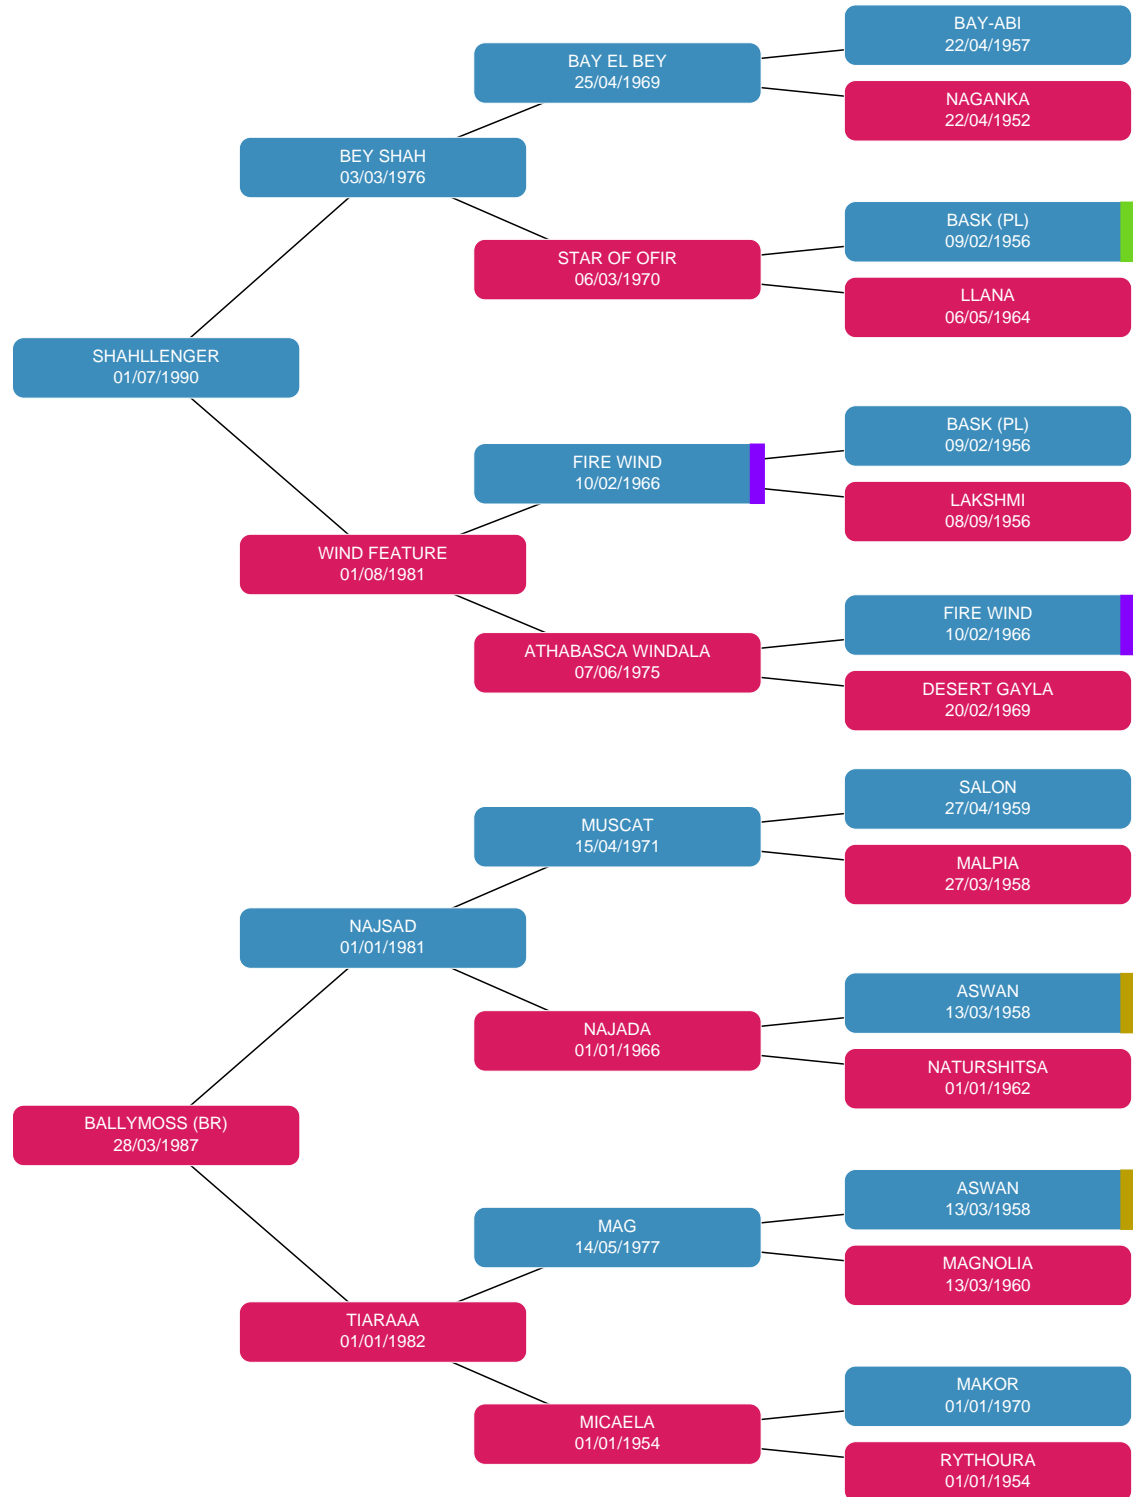 BAY-ABI
22/04/1957
BAY EL BEY
25/04/1969
NAGANKA
22/04/1952
BEY SHAH
03/03/1976
BASK (PL)
09/02/1956
STAR OF OFIR
06/03/1970
LLANA
06/05/1964
SHAHLLENGER
01/07/1990
BASK (PL)
09/02/1956
FIRE WIND
10/02/1966
LAKSHMI
08/09/1956
WIND FEATURE
01/08/1981
FIRE WIND
10/02/1966
ATHABASCA WINDALA
07/06/1975
DESERT GAYLA
20/02/1969
SALON
27/04/1959
MUSCAT
15/04/1971
MALPIA
27/03/1958
NAJSAD
01/01/1981
ASWAN
13/03/1958
NAJADA
01/01/1966
NATURSHITSA
01/01/1962
BALLYMOSS (BR)
28/03/1987
ASWAN
13/03/1958
MAG
14/05/1977
MAGNOLIA
13/03/1960
TIARAAA
01/01/1982
MAKOR
01/01/1970
MICAELA
01/01/1954
RYTHOURA
01/01/1954